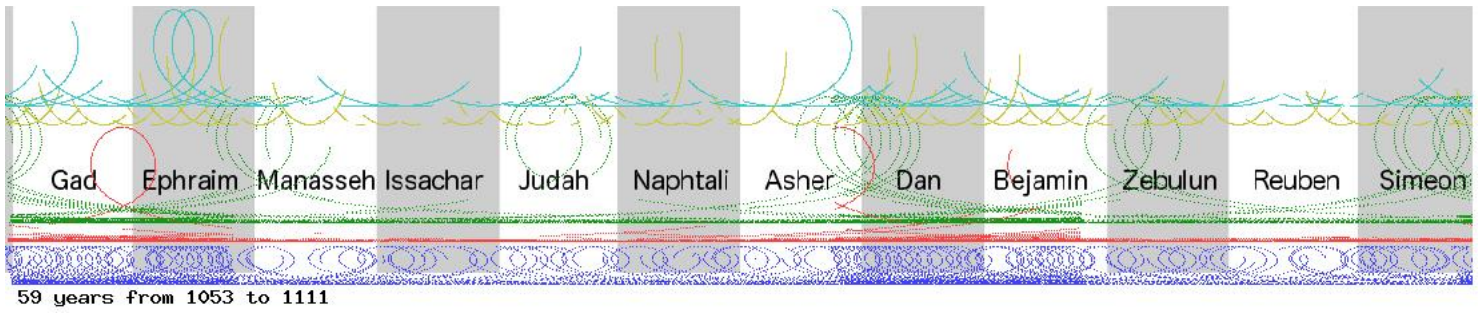 Gad Ephraim Manasseh Issachar Judah Naphtali Asher Dan Bejamin Zebulun Reuben Simeon
59 years from 1053 to 1111